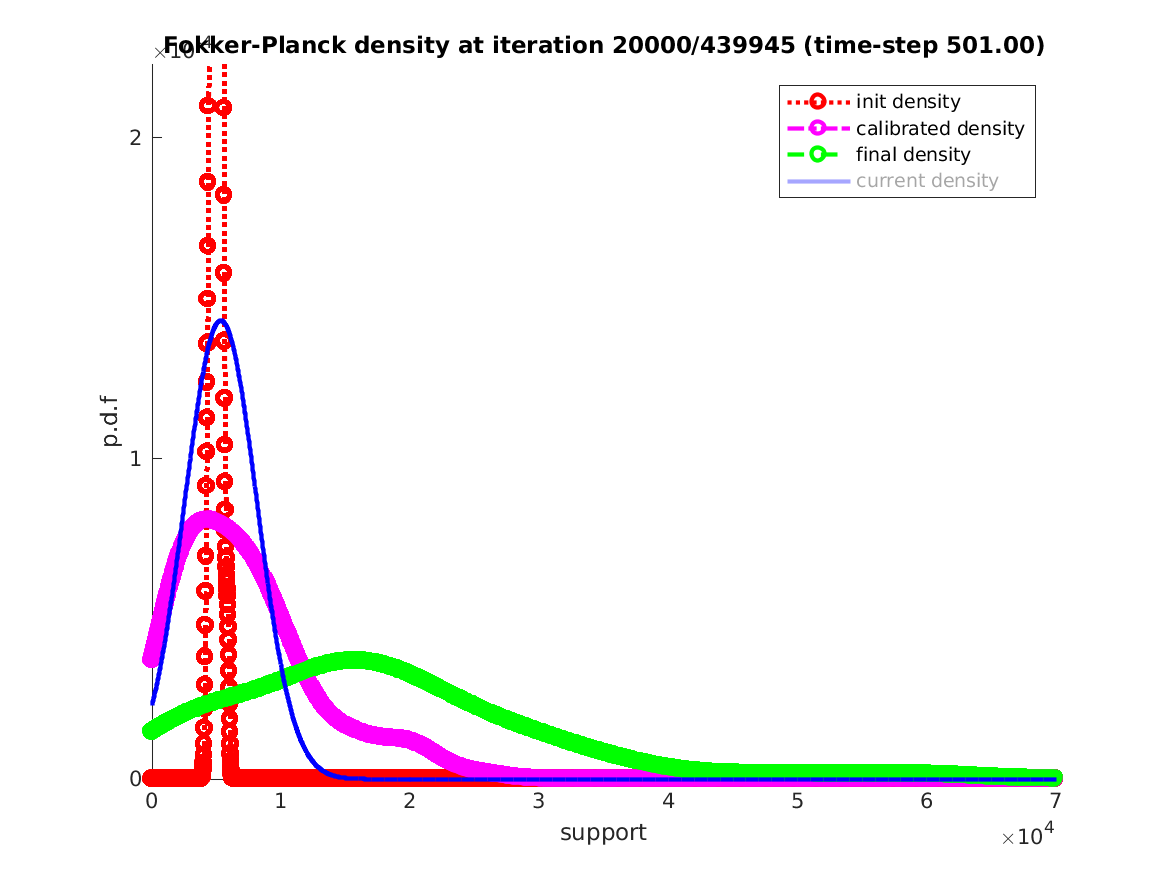 Fokker-Planck density at iteration 20000/439945 (time-step 501.00)
init density
calibrated density
final density
current density
2
1
0
p.d.f
0 1 2 3 4 5 6 7
support
×10^4